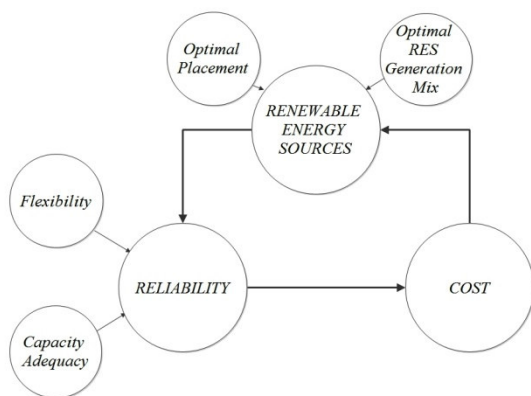 Optimal
Placement
Optimal
RES
Generation
Mix
RENEWABLE
ENERGY
SOURCES
Flexibility
RELIABILITY
COST
Capacity
Adequacy